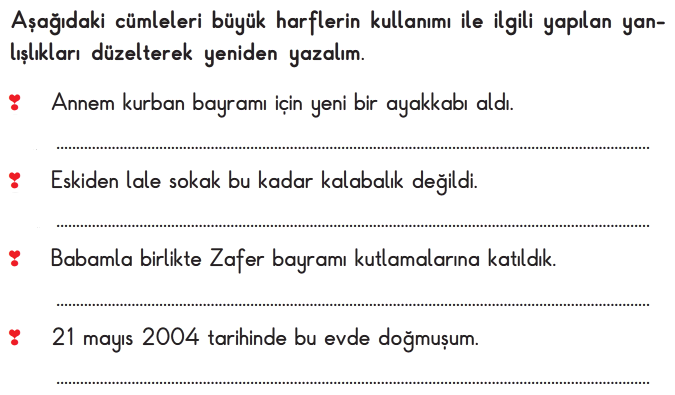 Aşağıdaki cümleleri büyük harflerin kullanımı ile ilgili yapılan yan-
lışlıkları düzelterek yeniden yazalım.
Annem kurban bayramı için yeni bir ayakkabı aldı.
Eskiden lale sokak bu kadar kalabalık değildi.
Babamla birlikte Zafer bayramı kutlamalarına katıldık.
21 mayıs 2004 tarihinde bu evde doğmuşum.